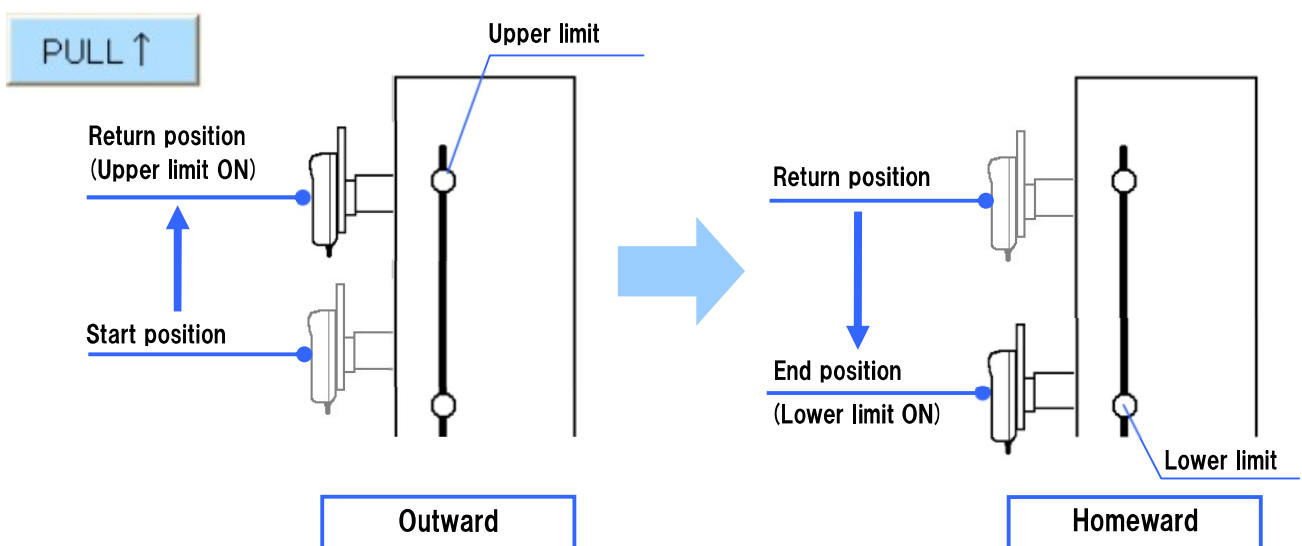 PULL↑
Upper limit
Return position
(Upper limit ON)
Start position
Outward
Return position
End position
(Lower limit ON)
Lower limit
Homeward